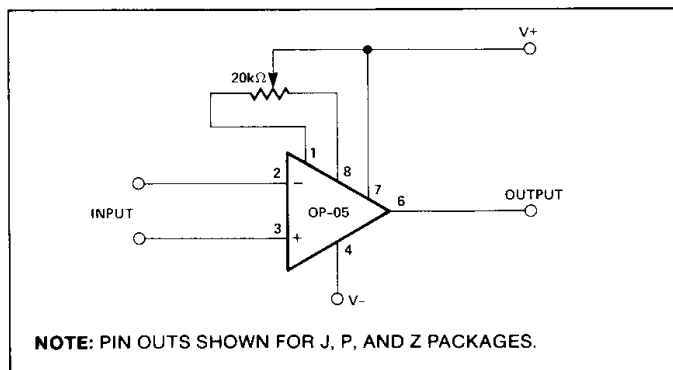 V+
20kΩ
1
8
2
−
7
OP-05
6
OUTPUT
INPUT
3
+
4
V−
NOTE: PIN OUTS SHOWN FOR J, P, AND Z PACKAGES.